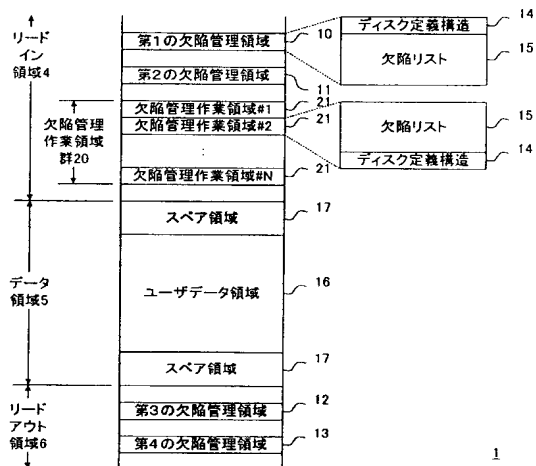 リード
イン
領域4
第1の欠陥管理領域
10
第2の欠陥管理領域
11
欠陥管理
作業領域
群20
欠陥管理作業領域#1
21
欠陥管理作業領域#2
21
:
欠陥管理作業領域#N
21
ディスク定義構造
14
欠陥リスト
15
欠陥リスト
15
ディスク定義構造
14
データ
領域5
スペア領域
17
ユーザデータ領域
16
スペア領域
17
リード
アウト
領域6
第3の欠陥管理領域
12
第4の欠陥管理領域
13
1